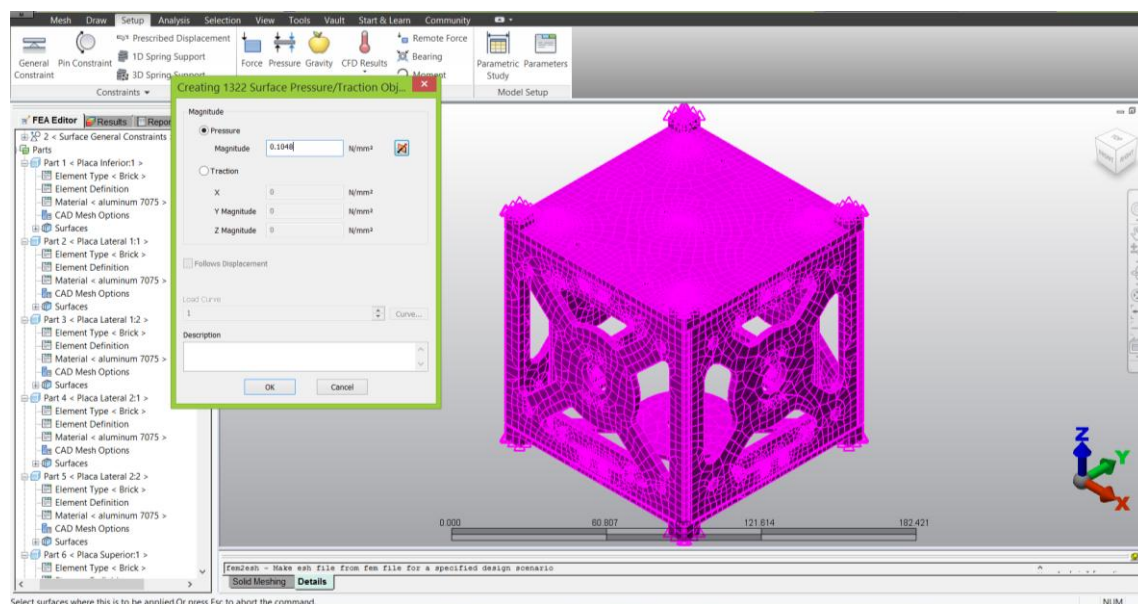 Mesh Draw Setup Analysis Selection View Tools Vault Start & Learn Community
Prescribed Displacement
1D Spring Support
3D Spring Support
General Constraint
Pin Constraint
Constraints
Force Pressure Gravity CFD Results
Remote Force
Bearing
Moment
Parametric Study
Parameters
Model Setup
Creating 1322 Surface Pressure/Traction Obj...
Magnitude
Pressure
Magnitude 0.1048 N/mm²
Traction
X 0 N/mm²
Y Magnitude 0 N/mm²
Z Magnitude 0 N/mm²
Follows Displacement
Load Curve
1 Curve...
Description
OK Cancel
FEA Editor Results Repor
2 < Surface General Constraints
Parts
Part 1 < Placa Inferior:1 >
Element Type < Brick >
Element Definition
Material < aluminum 7075 >
CAD Mesh Options
Surfaces
Part 2 < Placa Lateral 1:1 >
Element Type < Brick >
Element Definition
Material < aluminum 7075 >
CAD Mesh Options
Surfaces
Part 3 < Placa Lateral 1:2 >
Element Type < Brick >
Element Definition
Material < aluminum 7075 >
CAD Mesh Options
Surfaces
Part 4 < Placa Lateral 2:1 >
Element Type < Brick >
Element Definition
Material < aluminum 7075 >
CAD Mesh Options
Surfaces
Part 5 < Placa Lateral 2:2 >
Element Type < Brick >
Element Definition
Material < aluminum 7075 >
CAD Mesh Options
Surfaces
Part 6 < Placa Superior:1 >
Element Type < Brick >
0.000 60.807 121.614 182.421
Z
Y
X
fem2esh - Make esh file from fem file for a specified design scenario
Solid Meshing Details
Select surfaces where this is to be applied.Or press Esc to abort the command.
NUM